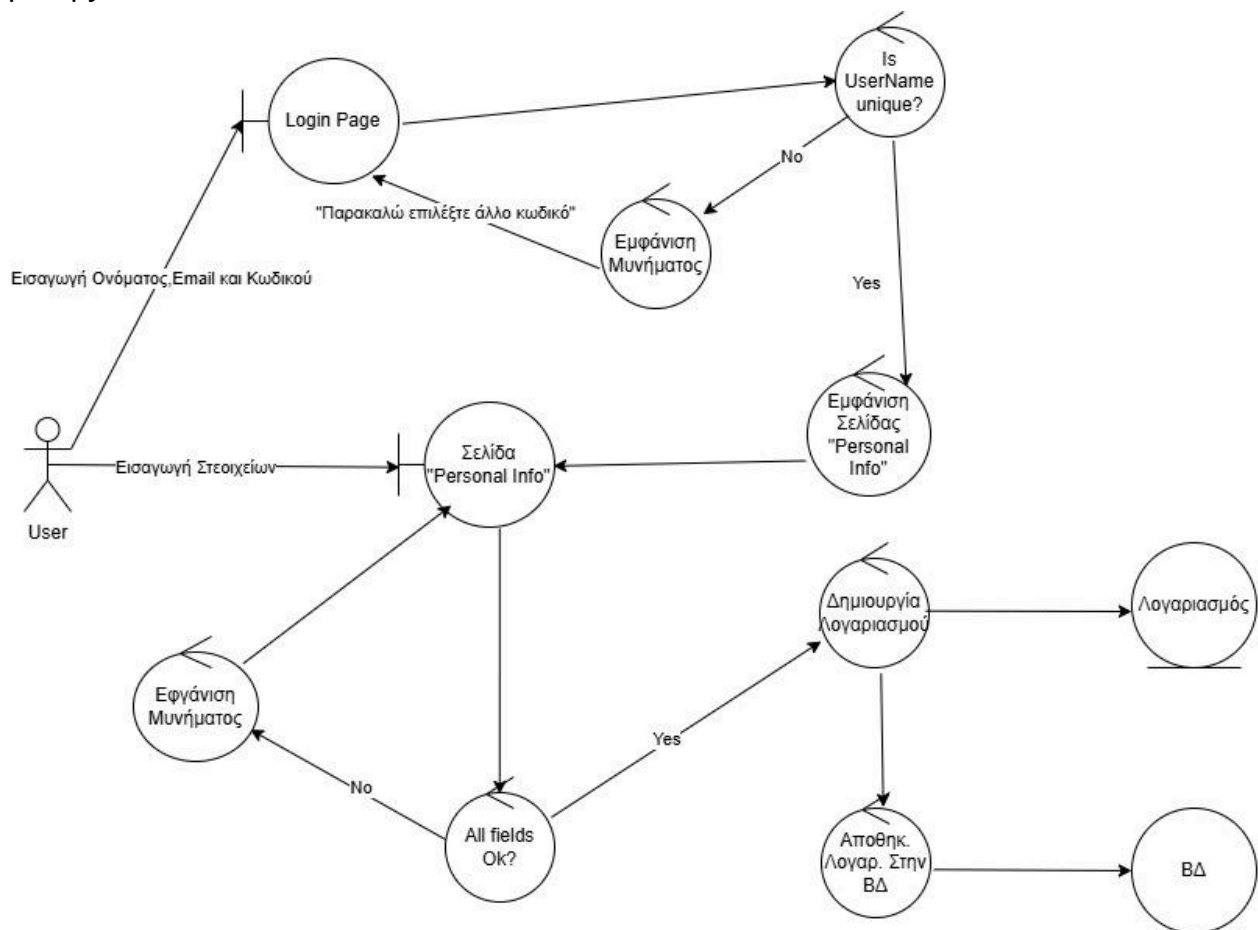 Is
UserName
unique?
Login Page
No
"Παρακαλώ επιλέξτε άλλο κωδικό"
Εμφάνιση
Μυνήματος
Εισαγωγή Ονόματος,Email και Κωδικού
Yes
Εμφάνιση
Σελίδας
"Personal
Info"
Σελίδα
"Personal Info"
Εισαγωγή Στεοιχείων
User
Δημιουργία
Λογαριασμού
Λογαριασμός
Εφγάνιση
Μυνήματος
Yes
No
All fields
Ok?
Αποθηκ.
Λογαρ. Στην
ΒΔ
ΒΔ